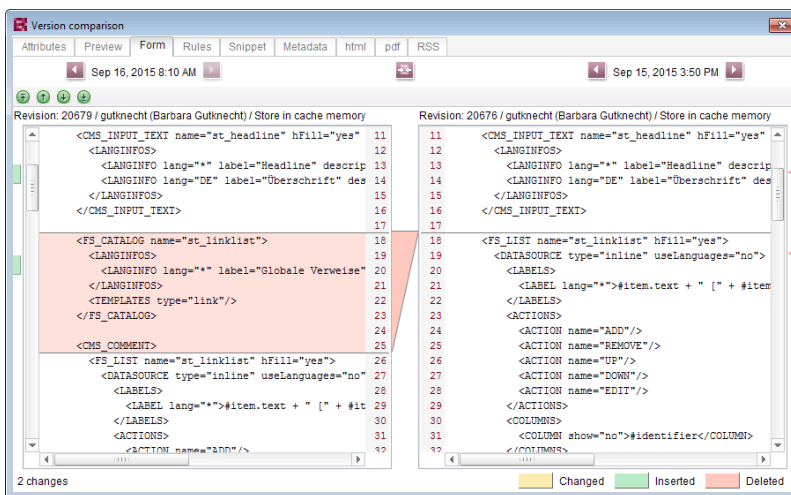 Version comparison
Attributes Preview Form Rules Snippet Metadata html pdf RSS
Sep 16, 2015 8:10 AM
Sep 15, 2015 3:50 PM
Revision: 20679 / gutknecht (Barbara Gutknecht) / Store in cache memory
<CMS_INPUT_TEXT name="st_headline" hFill="yes" 11
<LANGINFOS> 12
<LANGINFO lang="*" label="Headline" descrip 13
<LANGINFO lang="DE" label="Überschrift" des 14
</LANGINFOS> 15
</CMS_INPUT_TEXT> 16
17
<FS_CATALOG name="st_linklist"> 18
<LANGINFOS> 19
<LANGINFO lang="*" label="Globale Verweise" 20
</LANGINFOS> 21
<TEMPLATES type="link"/> 22
</FS_CATALOG> 23
24
<CMS_COMMENT> 25
<FS_LIST name="st_linklist" hFill="yes"> 26
<DATASOURCE type="inline" useLanguages="no" 27
<LABELS> 28
<LABEL lang="*">#item.text + " [" + #it 29
</LABELS> 30
<ACTIONS> 31
<ACTION name="ADD"/> 32
Revision: 20676 / gutknecht (Barbara Gutknecht) / Store in cache memory
11 <CMS_INPUT_TEXT name="st_headline" hFill="yes"
12 <LANGINFOS>
13 <LANGINFO lang="*" label="Headline" descrip
14 <LANGINFO lang="DE" label="Überschrift" des
15 </LANGINFOS>
16 </CMS_INPUT_TEXT>
17
18 <FS_LIST name="st_linklist" hFill="yes">
19 <DATASOURCE type="inline" useLanguages="no">
20 <LABELS>
21 <LABEL lang="*">#item.text + " [" + #item
22 </LABELS>
23 <ACTIONS>
24 <ACTION name="ADD"/>
25 <ACTION name="REMOVE"/>
26 <ACTION name="UP"/>
27 <ACTION name="DOWN"/>
28 <ACTION name="EDIT"/>
29 </ACTIONS>
30 <COLUMNS>
31 <COLUMN show="no">#identifier</COLUMN>
32 </COLUMNS>
2 changes
Changed Inserted Deleted